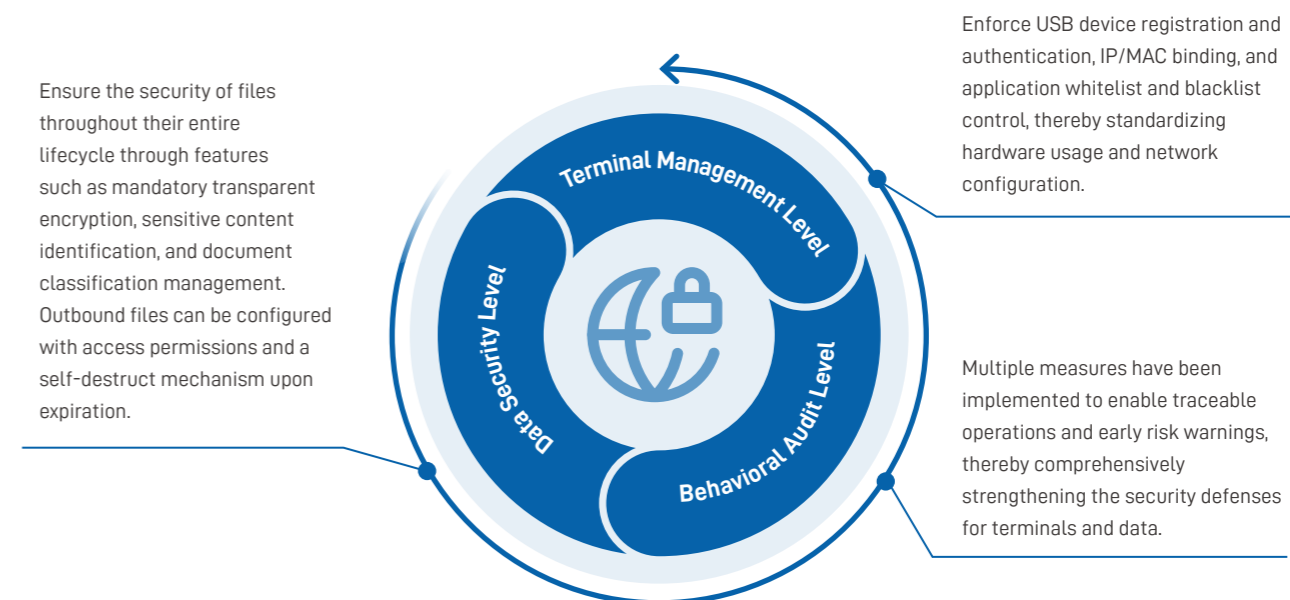 Ensure the security of files
throughout their entire
lifecycle through features
such as mandatory transparent
encryption, sensitive content
identification, and document
classification management.
Outbound files can be configured
with access permissions and a
self-destruct mechanism upon
expiration.
Terminal Management Level
Data Security Level
Behavioral Audit Level
Enforce USB device registration and
authentication, IP/MAC binding, and
application whitelist and blacklist
control, thereby standardizing
hardware usage and network
configuration.
Multiple measures have been
implemented to enable traceable
operations and early risk warnings,
thereby comprehensively
strengthening the security defenses
for terminals and data.